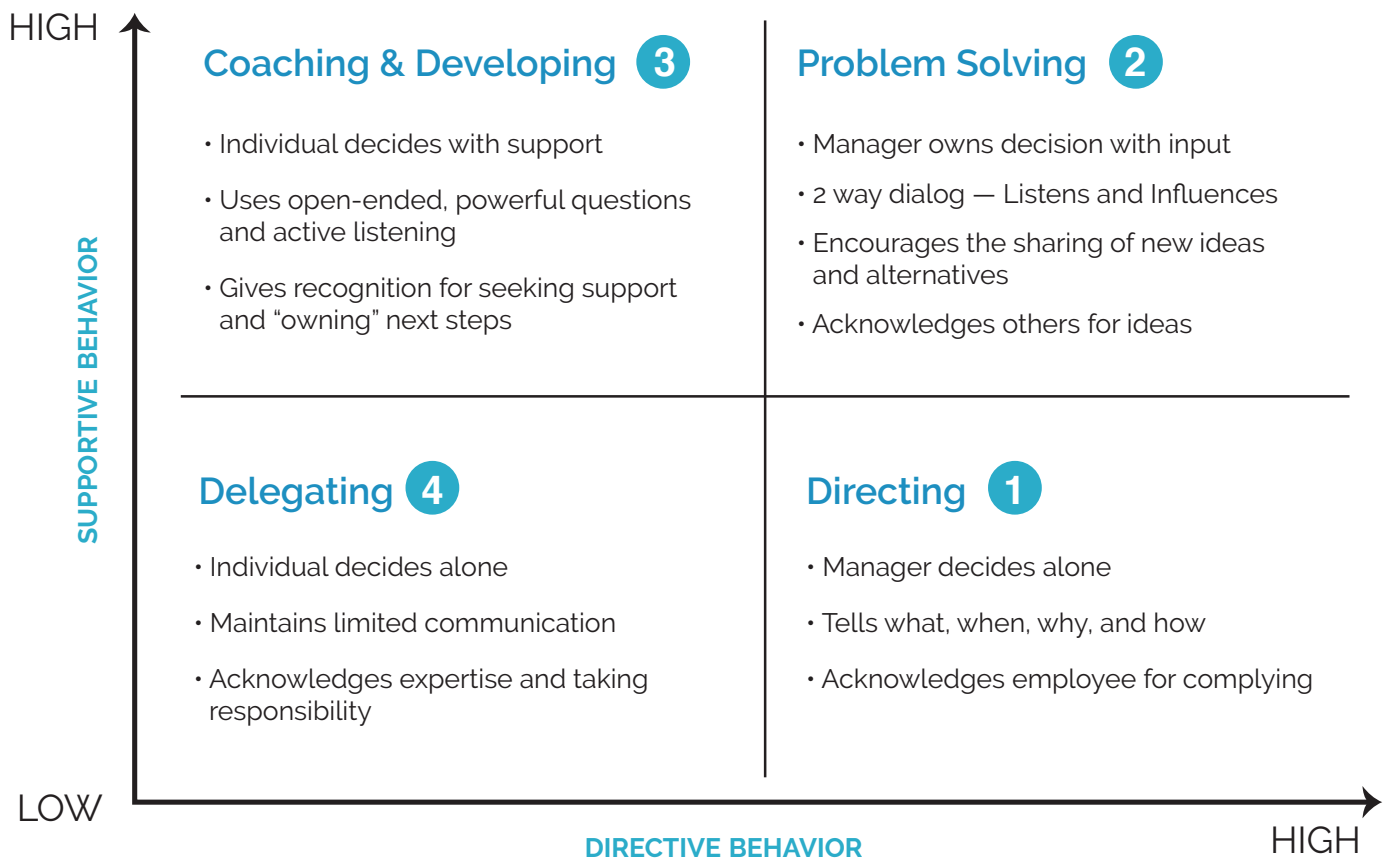 HIGH
Coaching & Developing 3
• Individual decides with support
• Uses open-ended, powerful questions
and active listening
• Gives recognition for seeking support
and “owning” next steps
Problem Solving 2
• Manager owns decision with input
• 2 way dialog — Listens and Influences
• Encourages the sharing of new ideas
and alternatives
• Acknowledges others for ideas
SUPPORTIVE BEHAVIOR
Delegating 4
• Individual decides alone
• Maintains limited communication
• Acknowledges expertise and taking
responsibility
Directing 1
• Manager decides alone
• Tells what, when, why, and how
• Acknowledges employee for complying
LOW
DIRECTIVE BEHAVIOR
HIGH